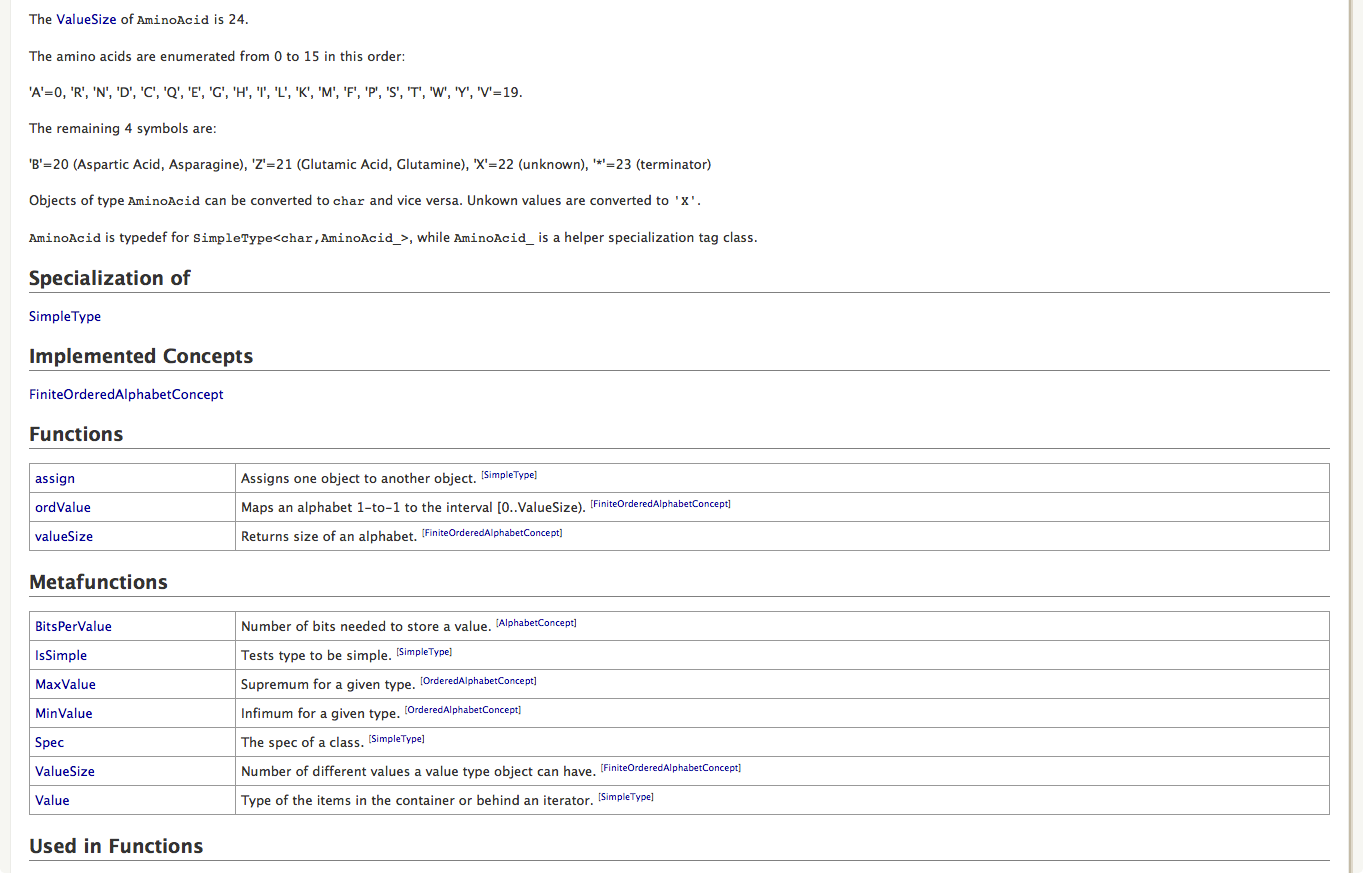 The ValueSize of AminoAcid is 24.
The amino acids are enumerated from 0 to 15 in this order:
'A'=0, 'R', 'N', 'D', 'C', 'Q', 'E', 'G', 'H', 'I', 'L', 'K', 'M', 'F', 'P', 'S', 'T', 'W', 'Y', 'V'=19.
The remaining 4 symbols are:
'B'=20 (Aspartic Acid, Asparagine), 'Z'=21 (Glutamic Acid, Glutamine), 'X'=22 (unknown), '*'=23 (terminator)
Objects of type AminoAcid can be converted to char and vice versa. Unkown values are converted to 'X'.
AminoAcid is typedef for SimpleType<char,AminoAcid_>, while AminoAcid_ is a helper specialization tag class.
Specialization of
SimpleType
Implemented Concepts
FiniteOrderedAlphabetConcept
Functions
assign Assigns one object to another object. [SimpleType]
ordValue Maps an alphabet 1-to-1 to the interval [0..ValueSize). [FiniteOrderedAlphabetConcept]
valueSize Returns size of an alphabet. [FiniteOrderedAlphabetConcept]
Metafunctions
BitsPerValue Number of bits needed to store a value. [AlphabetConcept]
IsSimple Tests type to be simple. [SimpleType]
MaxValue Supremum for a given type. [OrderedAlphabetConcept]
MinValue Infimum for a given type. [OrderedAlphabetConcept]
Spec The spec of a class. [SimpleType]
ValueSize Number of different values a value type object can have. [FiniteOrderedAlphabetConcept]
Value Type of the items in the container or behind an iterator. [SimpleType]
Used in Functions